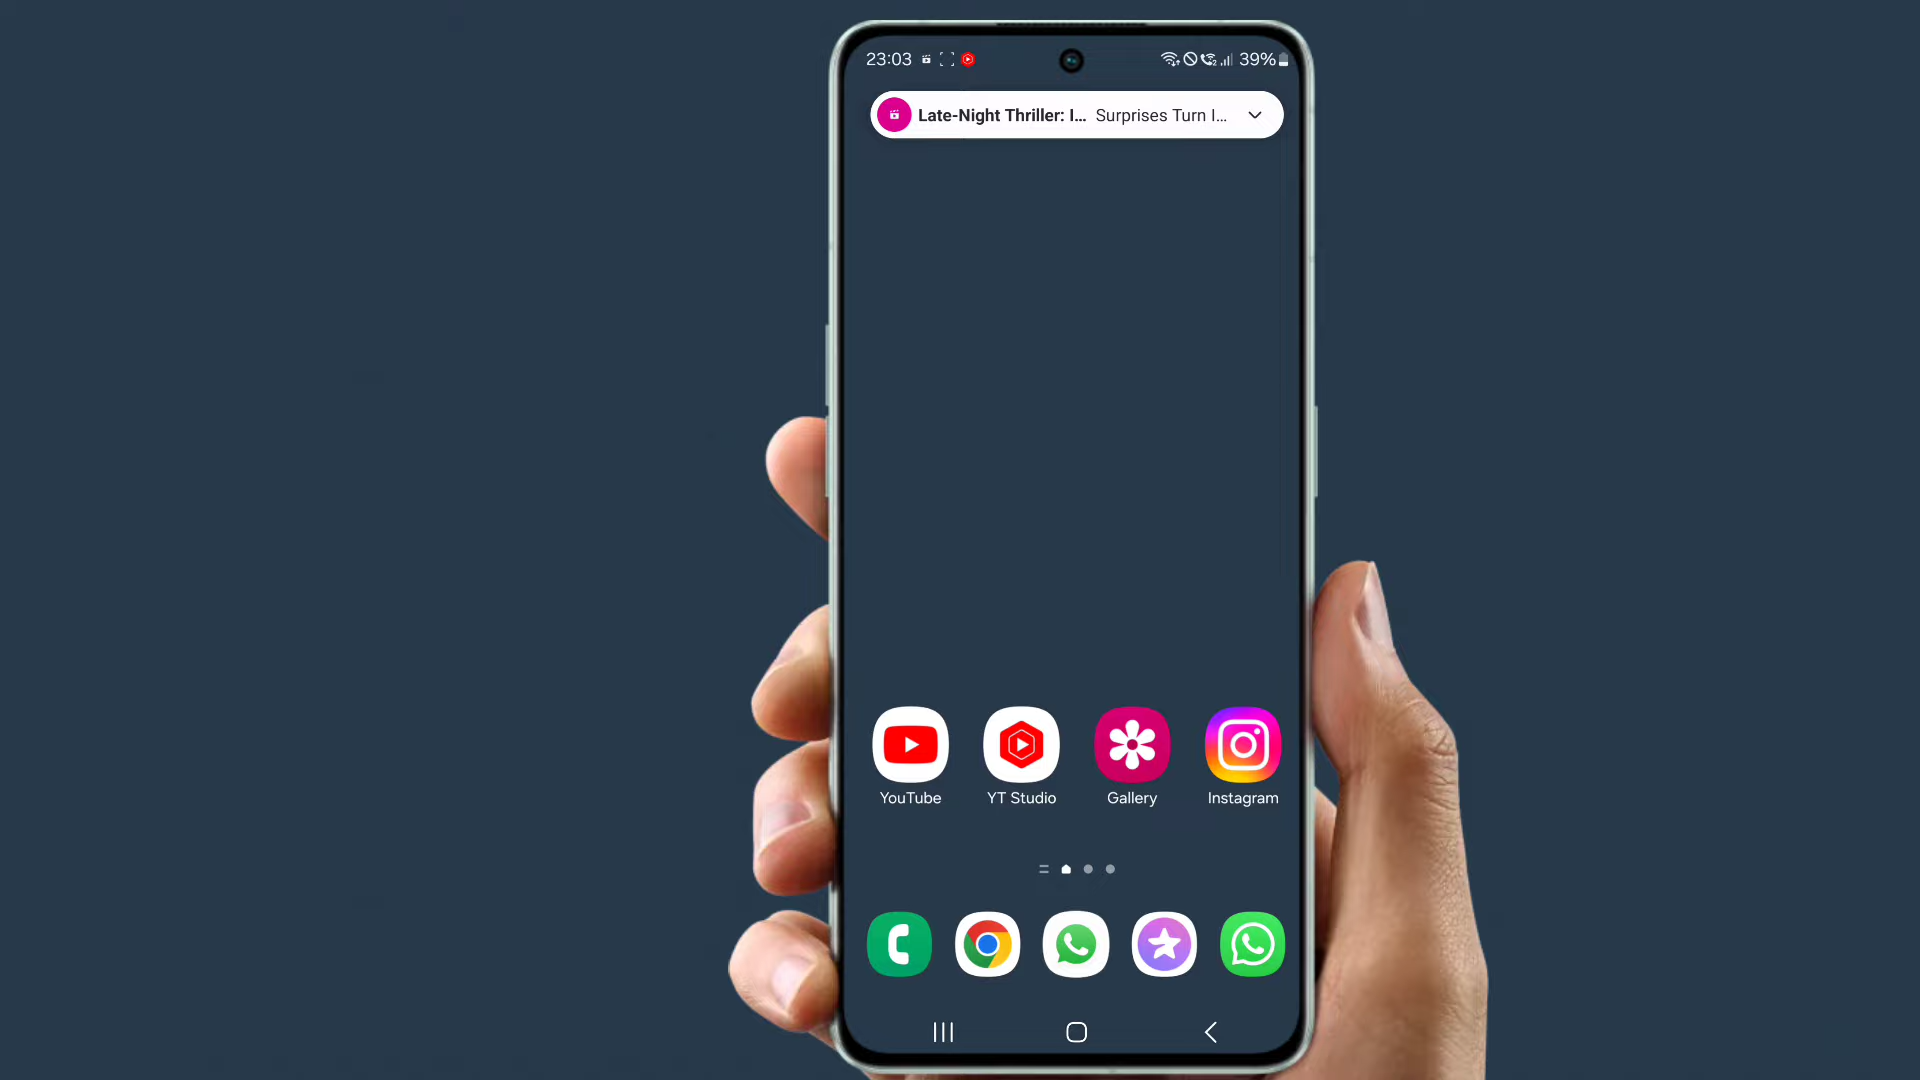 23:03 39%
Late-Night Thriller: I... Surprises Turn I...
YouTube YT Studio Gallery Instagram